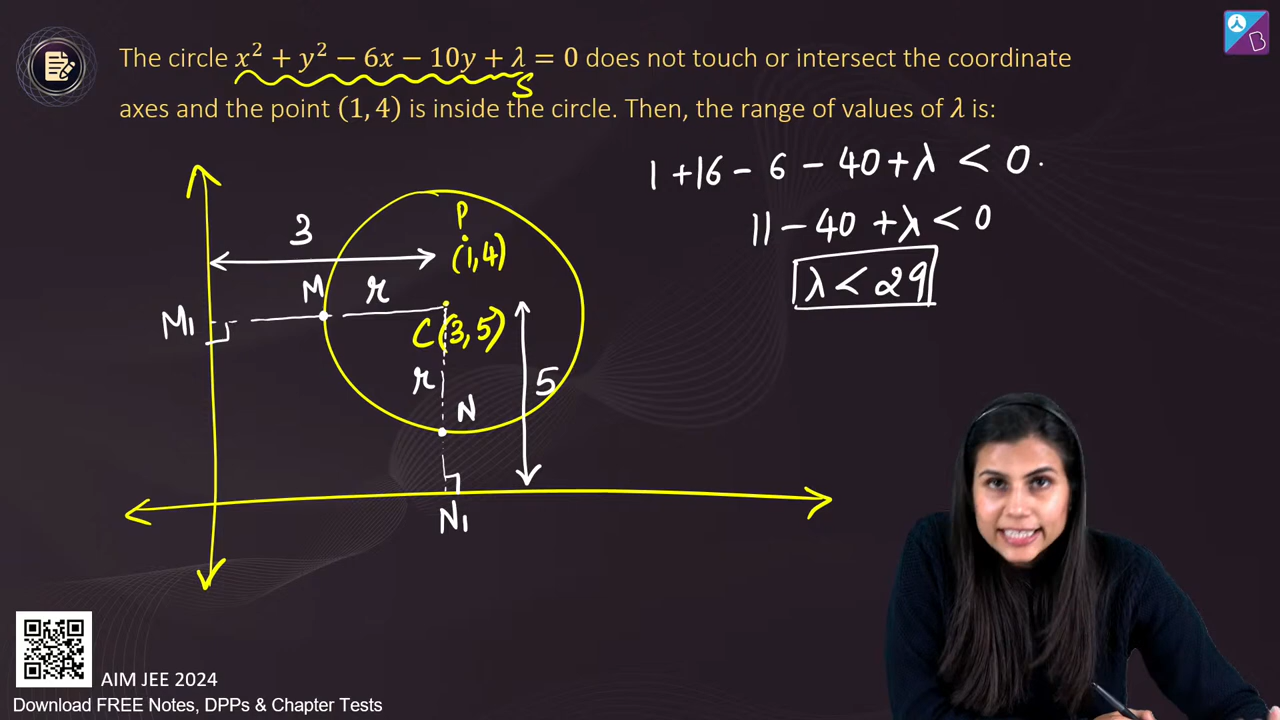 The circle x² + y² − 6x − 10y + λ = 0 does not touch or intersect the coordinate
S
axes and the point (1, 4) is inside the circle. Then, the range of values of λ is:
1 + 16 − 6 − 40 + λ < 0.
11 − 40 + λ < 0
λ < 29
3
P
(1,4)
M
r
M₁
C(3,5)
r
5
N
N₁
B
AIM JEE 2024
Download FREE Notes, DPPs & Chapter Tests